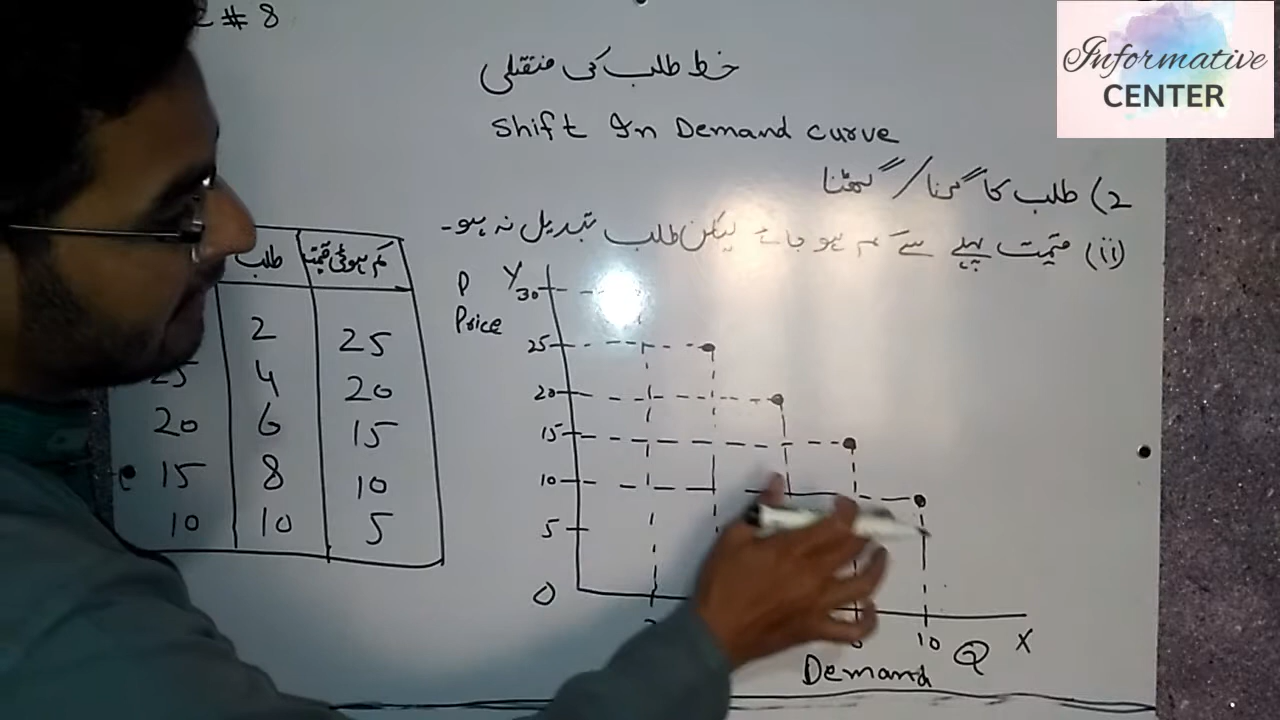 # 8
Informative
CENTER
خط طلب کی منتقلی
Shift In Demand curve
2) طلب کا گرنا/گھٹنا
(ii) قیمت پہلے سے کم ہو جائے لیکن طلب تبدیل نہ ہو۔
طلب کم ہوئی قیمت
2 25
25 4 20
20 6 15
15 8 10
10 10 5
P Y
Price
30
25
20
15
10
5
0
10 Q X
Demand